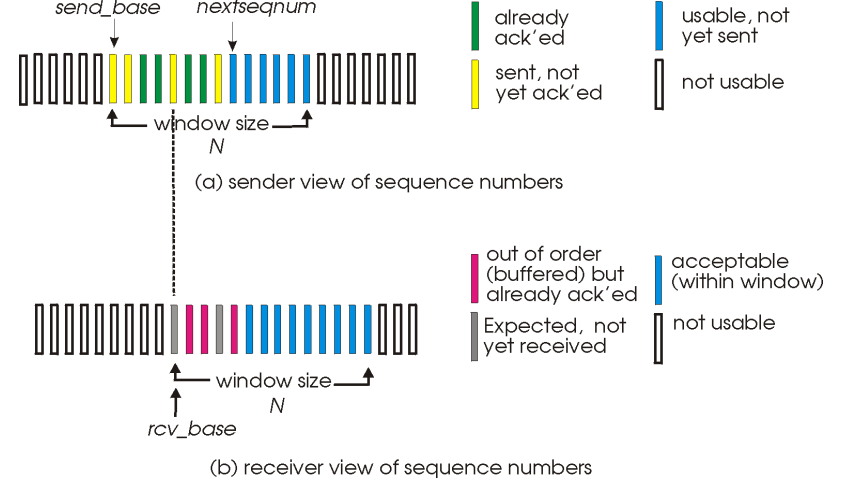 send_base
nextseqnum
already
ack'ed
usable, not
yet sent
sent, not
yet ack'ed
not usable
window size
N
(a) sender view of sequence numbers
out of order
(buffered) but
already ack'ed
acceptable
(within window)
Expected, not
yet received
not usable
window size
N
rcv_base
(b) receiver view of sequence numbers